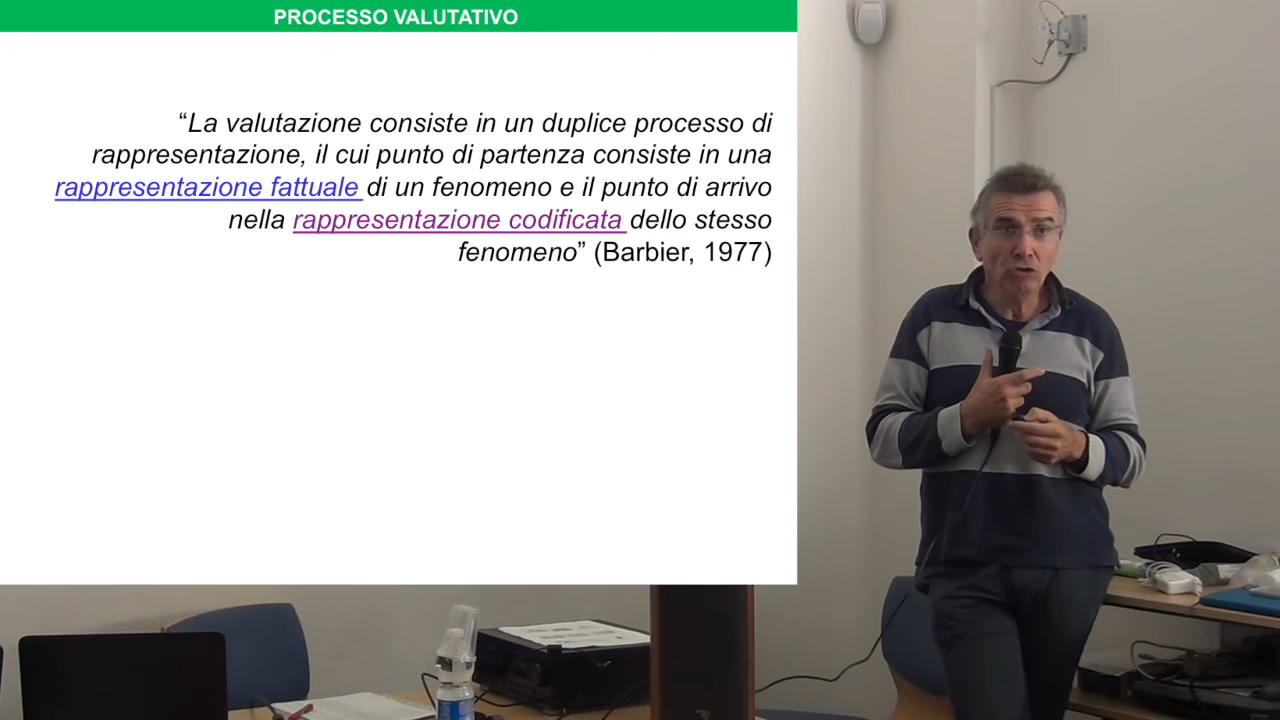 PROCESSO VALUTATIVO
“La valutazione consiste in un duplice processo di
rappresentazione, il cui punto di partenza consiste in una
rappresentazione fattuale di un fenomeno e il punto di arrivo
nella rappresentazione codificata dello stesso
fenomeno” (Barbier, 1977)